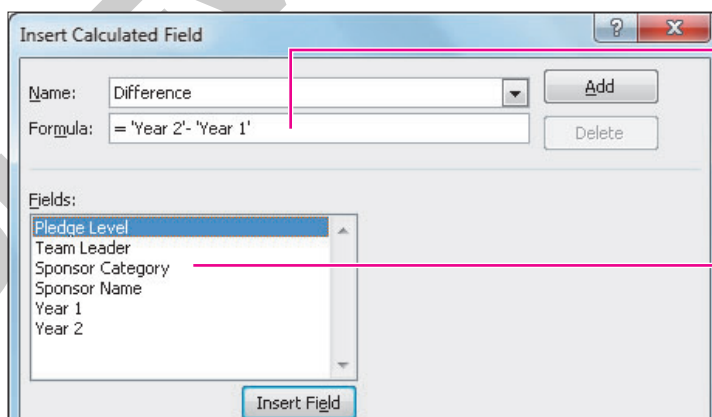 Insert Calculated Field
Name: Difference Add
Formula: = 'Year 2'- 'Year 1' Delete
Fields:
Pledge Level
Team Leader
Sponsor Category
Sponsor Name
Year 1
Year 2
Insert Field